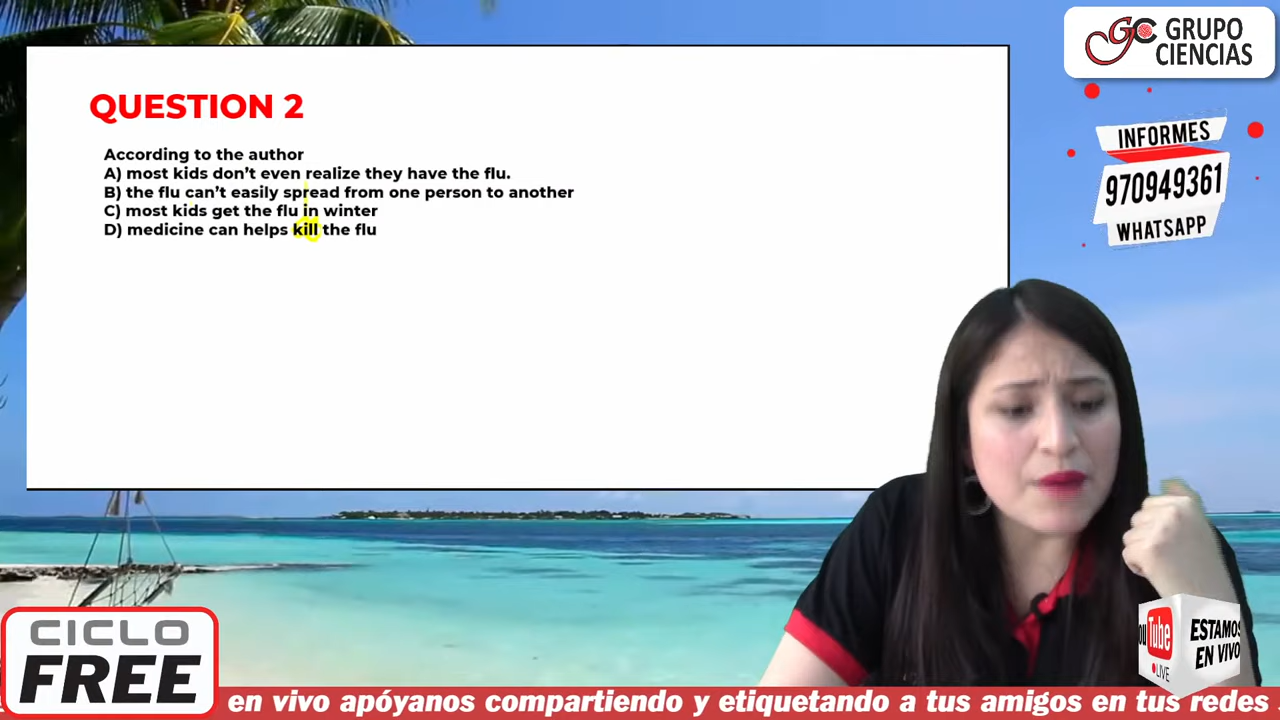 GC GRUPO
CIENCIAS
QUESTION 2
INFORMES
970949361
WHATSAPP
According to the author
A) most kids don’t even realize they have the flu.
B) the flu can’t easily spread from one person to another
C) most kids get the flu in winter
D) medicine can helps kill the flu
CICLO
FREE
YouTube
LIVE
ESTAMOS
EN VIVO
en vivo apóyanos compartiendo y etiquetando a tus amigos en tus redes